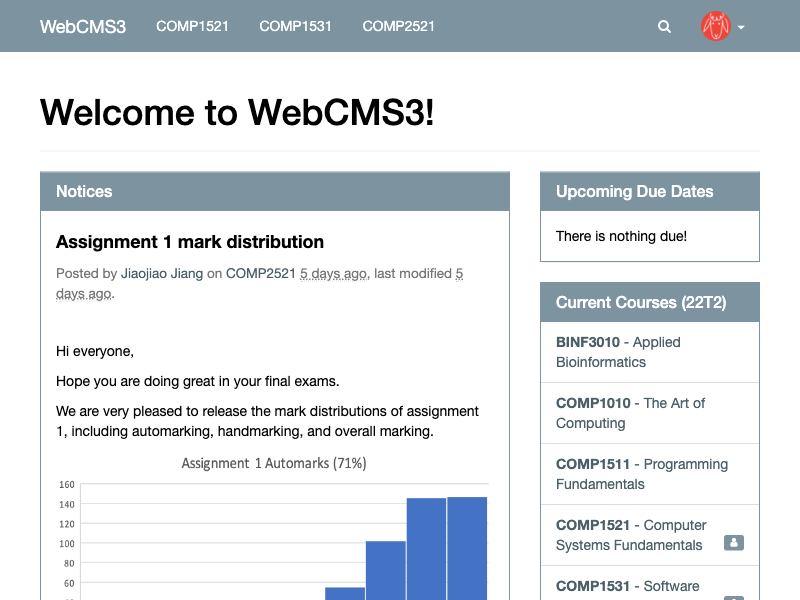 WebCMS3 COMP1521 COMP1531 COMP2521
Welcome to WebCMS3!
Notices
Assignment 1 mark distribution
Posted by Jiaojiao Jiang on COMP2521 5 days ago, last modified 5
days ago.
Hi everyone,
Hope you are doing great in your final exams.
We are very pleased to release the mark distributions of assignment
1, including automarking, handmarking, and overall marking.
Assignment 1 Automarks (71%)
160
140
120
100
80
60
Upcoming Due Dates
There is nothing due!
Current Courses (22T2)
BINF3010 - Applied
Bioinformatics
COMP1010 - The Art of
Computing
COMP1511 - Programming
Fundamentals
COMP1521 - Computer
Systems Fundamentals
COMP1531 - Software